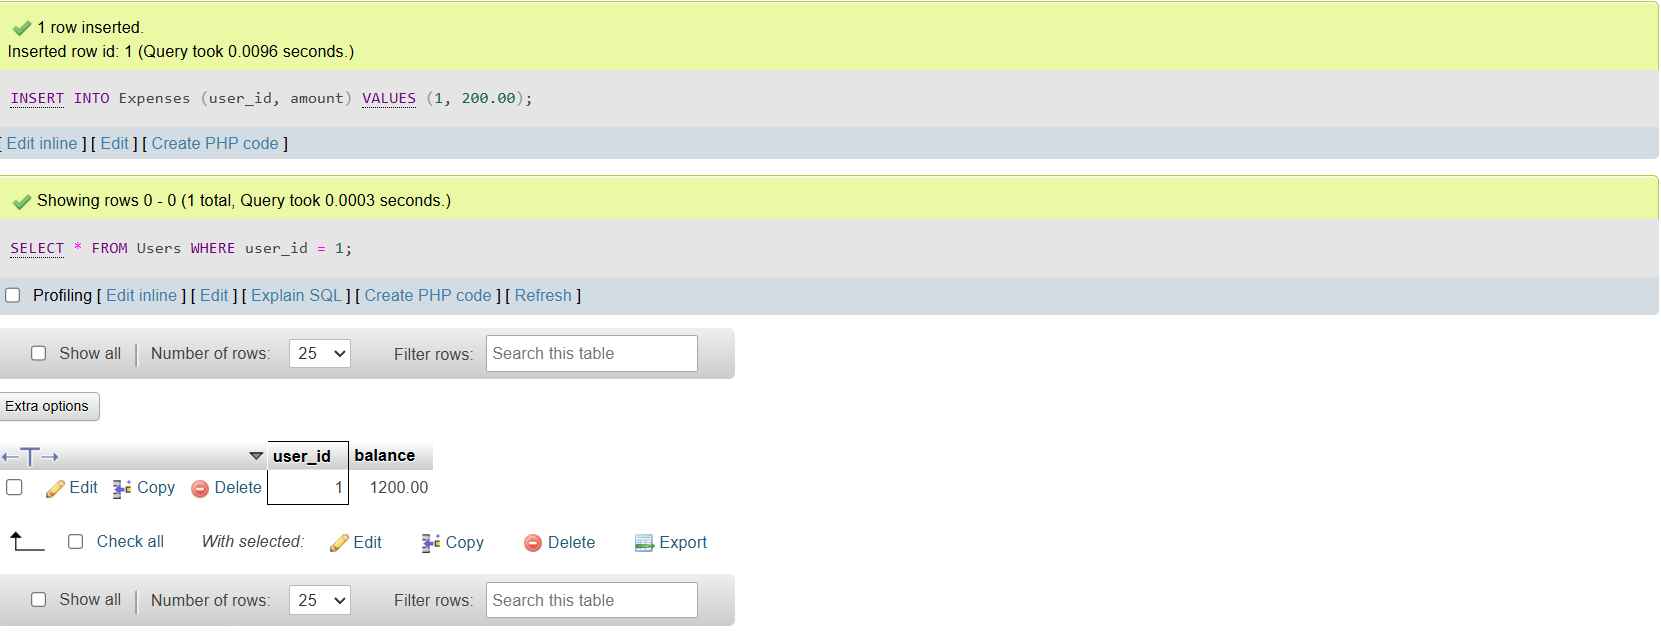 1 row inserted.
Inserted row id: 1 (Query took 0.0096 seconds.)
INSERT INTO Expenses (user_id, amount) VALUES (1, 200.00);
[ Edit inline ] [ Edit ] [ Create PHP code ]
Showing rows 0 - 0 (1 total, Query took 0.0003 seconds.)
SELECT * FROM Users WHERE user_id = 1;
Profiling [ Edit inline ] [ Edit ] [ Explain SQL ] [ Create PHP code ] [ Refresh ]
Show all | Number of rows: 25 Filter rows: Search this table
Extra options
←T→ user_id balance
Edit Copy Delete 1 1200.00
Check all With selected: Edit Copy Delete Export
Show all | Number of rows: 25 Filter rows: Search this table